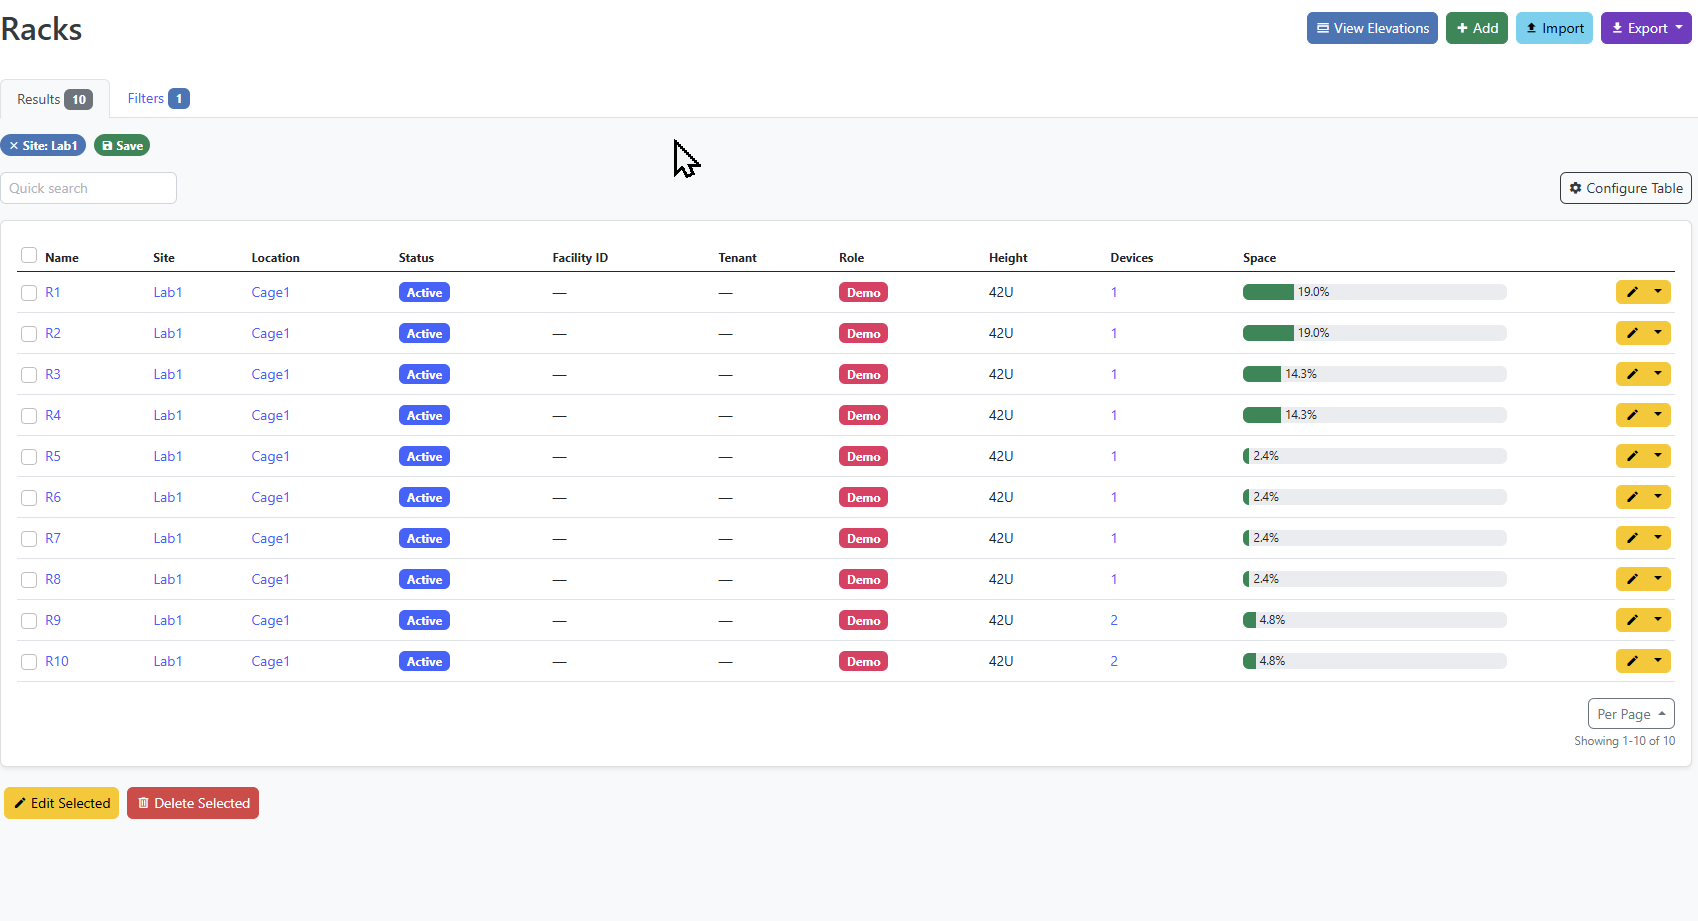 Racks
View Elevations Add Import Export
Results 10 Filters 1
× Site: Lab1 Save
Quick search Configure Table
Name Site Location Status Facility ID Tenant Role Height Devices Space
R1 Lab1 Cage1 Active — — Demo 42U 1 19.0%
R2 Lab1 Cage1 Active — — Demo 42U 1 19.0%
R3 Lab1 Cage1 Active — — Demo 42U 1 14.3%
R4 Lab1 Cage1 Active — — Demo 42U 1 14.3%
R5 Lab1 Cage1 Active — — Demo 42U 1 2.4%
R6 Lab1 Cage1 Active — — Demo 42U 1 2.4%
R7 Lab1 Cage1 Active — — Demo 42U 1 2.4%
R8 Lab1 Cage1 Active — — Demo 42U 1 2.4%
R9 Lab1 Cage1 Active — — Demo 42U 2 4.8%
R10 Lab1 Cage1 Active — — Demo 42U 2 4.8%
Per Page
Showing 1-10 of 10
Edit Selected Delete Selected